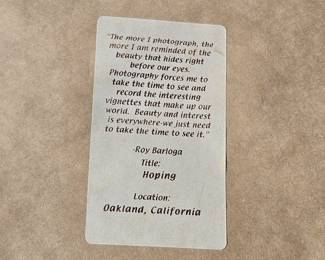 "The more I photograph, the
more I am reminded of the
beauty that hides right
before our eyes.
Photography forces me to
take the time to see and
record the interesting
vignettes that make up our
world. Beauty and interest
is everywhere-we just need
to take the time to see it."
-Roy Barloga
Title:
Hoping
Location:
Oakland, California